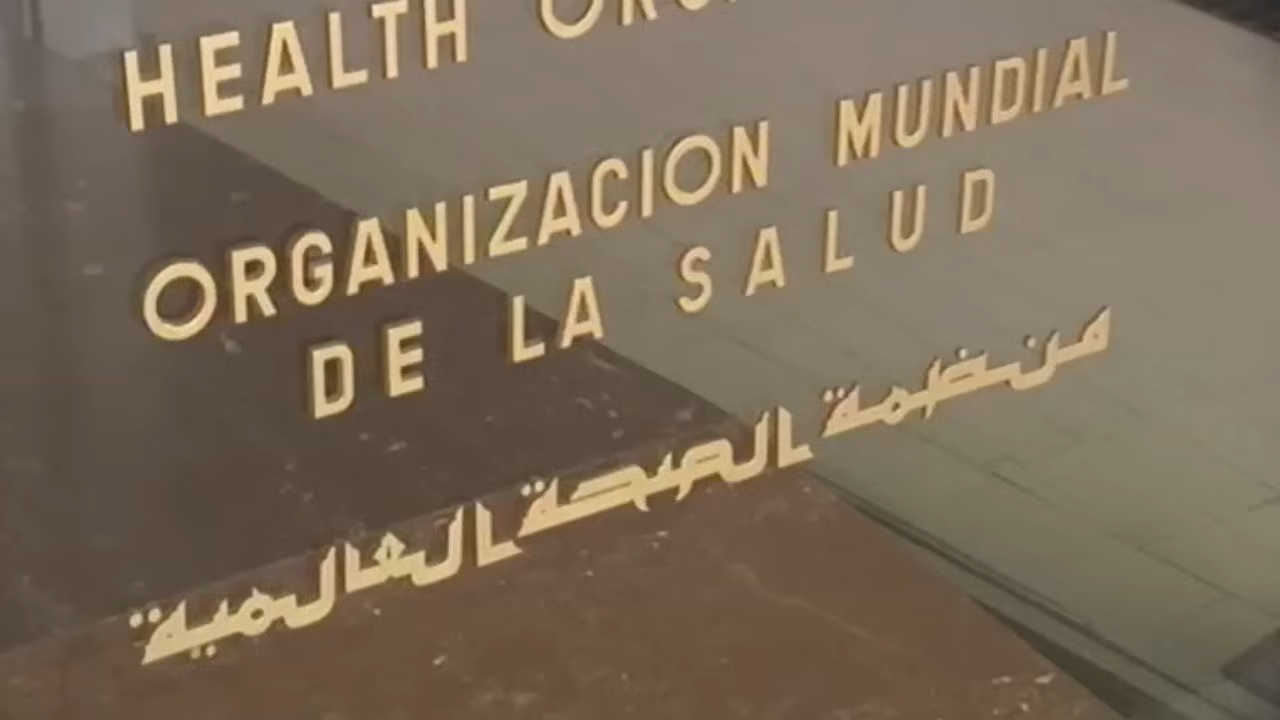 HEALTH
ORGANIZACION MUNDIAL
DE LA SALUD
منظمة الصحة العالمية